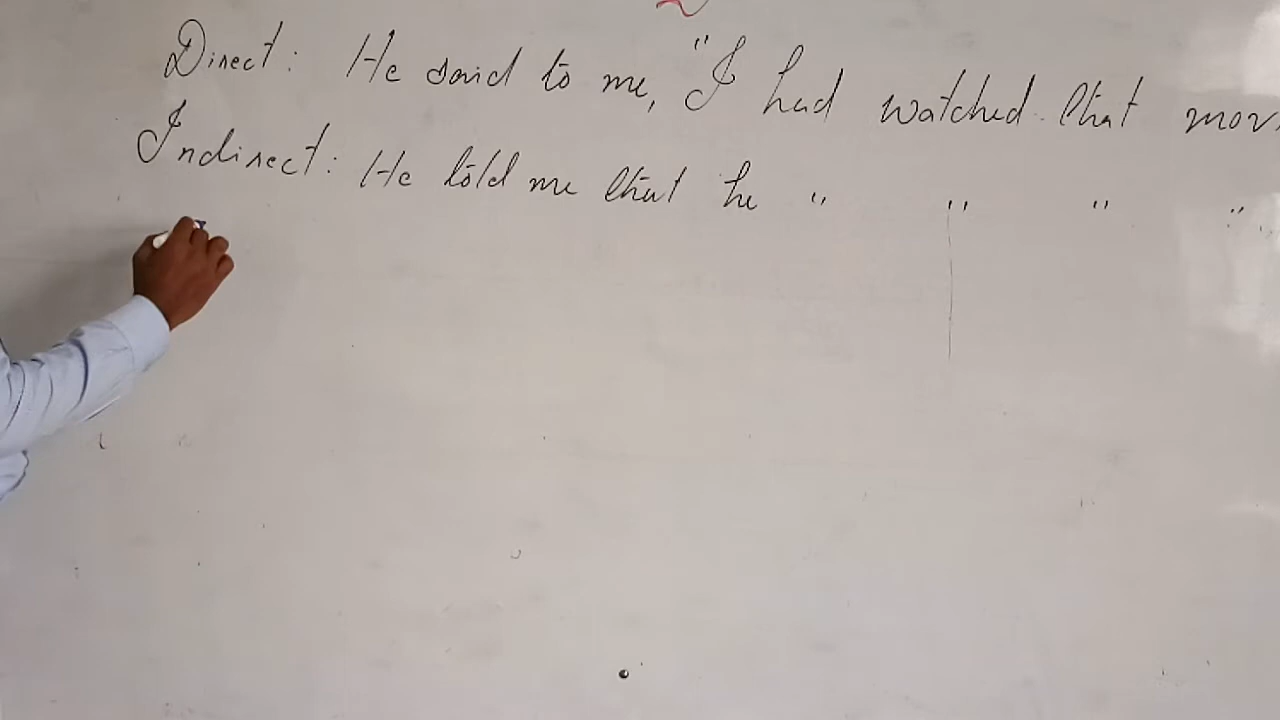 Direct: He said to me, "I had watched that mov
Indirect: He told me that he " " " "